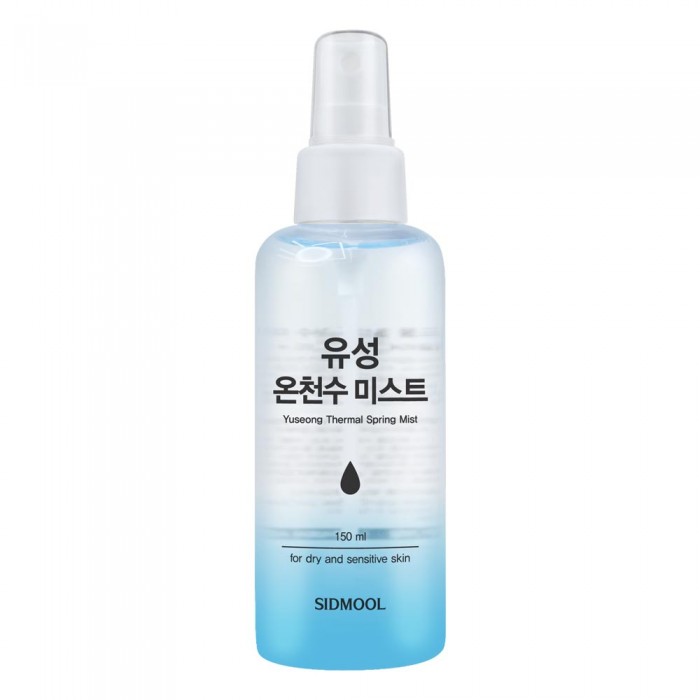 유성
온천수 미스트
Yuseong Thermal Spring Mist
150 ml
for dry and sensitive skin
SIDMOOL